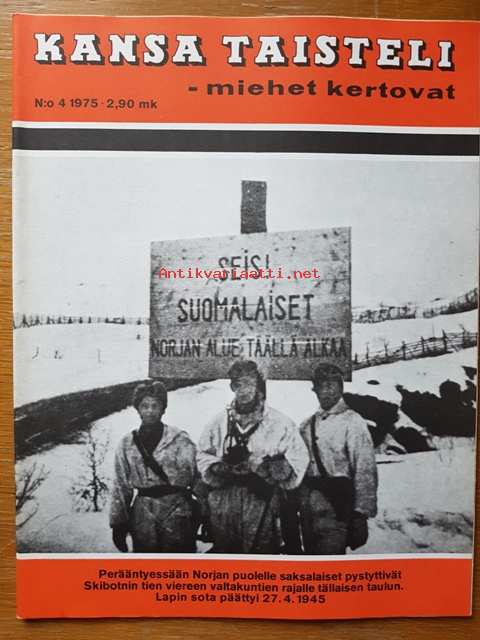 KANSA TAISTELI
- miehet kertovat
N:o 4 1975 · 2,90 mk
SEIS!
Antikvariaatti.net
SUOMALAISET
NORJAN ALUE TÄÄLLÄ ALKAA
Perääntyessään Norjan puolelle saksalaiset pystyttivät
Skibotnin tien viereen valtakuntien rajalle tällaisen taulun.
Lapin sota päättyi 27.4.1945